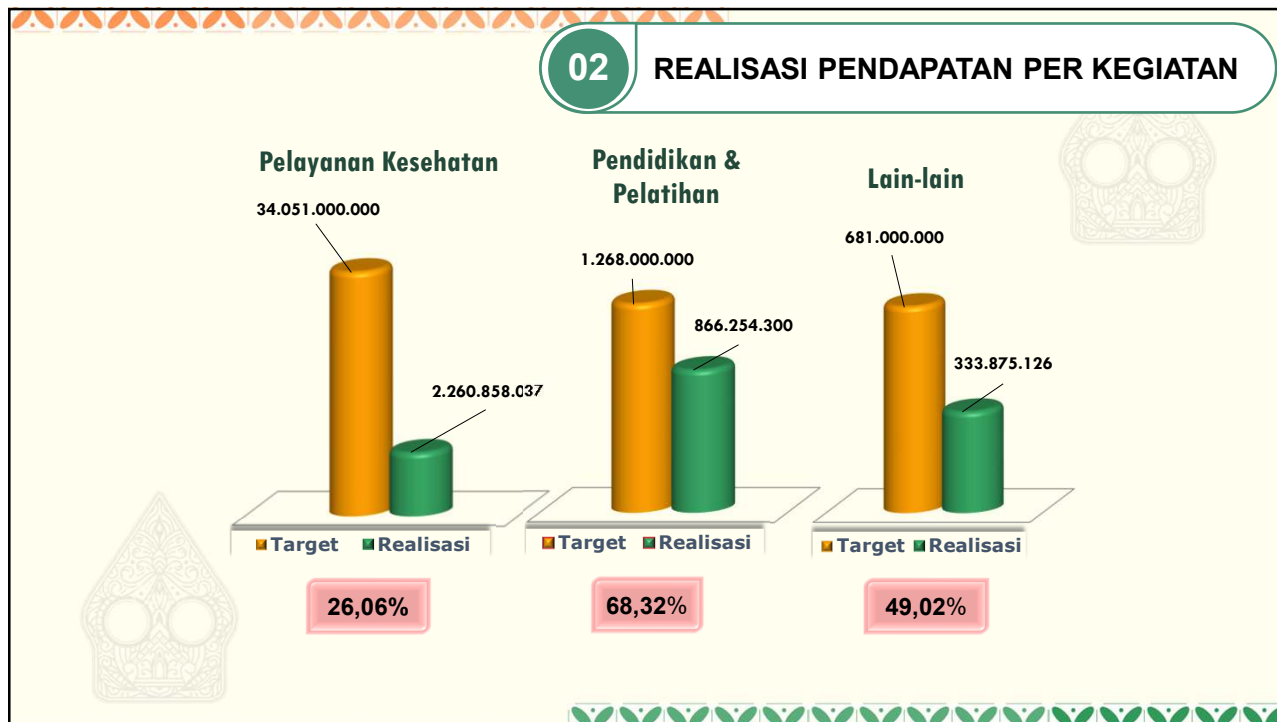 02
REALISASI PENDAPATAN PER KEGIATAN
Pelayanan Kesehatan
34.051.000.000
2.260.858.037
Target Realisasi
26,06%
Pendidikan &
Pelatihan
1.268.000.000
866.254.300
Target Realisasi
68,32%
Lain-lain
681.000.000
333.875.126
Target Realisasi
49,02%